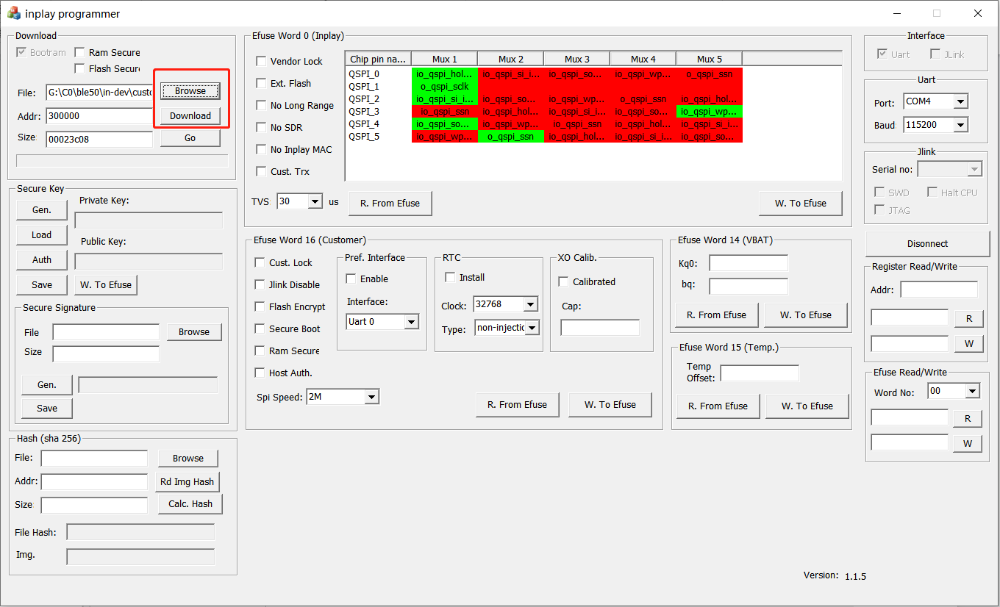 inplay programmer
Download
Bootram
Ram Secure
Flash Secure
File:
G:\C0\ble50\in-dev\custo
Browse
Addr:
300000
Download
Size
00023c08
Go
Secure Key
Gen.
Private Key:
Load
Public Key:
Auth
Save
W. To Efuse
Secure Signature
File
Browse
Size
Gen.
Save
Hash (sha 256)
File:
Browse
Addr:
Rd Img Hash
Size
Calc. Hash
File Hash:
Img.
Efuse Word 0 (Inplay)
Vendor Lock
Ext. Flash
No Long Range
No SDR
No Inplay MAC
Cust. Trx
Chip pin na... Mux 1 Mux 2 Mux 3 Mux 4 Mux 5
QSPI_0 io_qspi_hol... io_qspi_si_i... io_qspi_so... io_qspi_wp... o_qspi_ssn
QSPI_1 o_qspi_sclk
QSPI_2 io_qspi_si_i... io_qspi_so... io_qspi_wp... o_qspi_ssn io_qspi_hol...
QSPI_3 io_qspi_ssn io_qspi_hol... io_qspi_si_i... io_qspi_so... io_qspi_wp...
QSPI_4 io_qspi_so... io_qspi_wp... io_qspi_ssn io_qspi_hol... io_qspi_si_i...
QSPI_5 io_qspi_wp... o_qspi_ssn io_qspi_hol... io_qspi_si_i... io_qspi_so...
TVS
30
us
R. From Efuse
W. To Efuse
Efuse Word 16 (Customer)
Cust. Lock
Jlink Disable
Flash Encrypt
Secure Boot
Ram Secure
Host Auth.
Spi Speed:
2M
Pref. Interface
Enable
Interface:
Uart 0
RTC
Install
Clock:
32768
Type:
non-injectic
XO Calib.
Calibrated
Cap:
R. From Efuse
W. To Efuse
Efuse Word 14 (VBAT)
Kq0:
bq:
R. From Efuse
W. To Efuse
Efuse Word 15 (Temp.)
Temp
Offset:
R. From Efuse
W. To Efuse
Interface
Uart
JLink
Uart
Port:
COM4
Baud
115200
Jlink
Serial no:
SWD
Halt CPU
JTAG
Disonnect
Register Read/Write
Addr:
R
W
Efuse Read/Write
Word No:
00
R
W
Version:
1.1.5